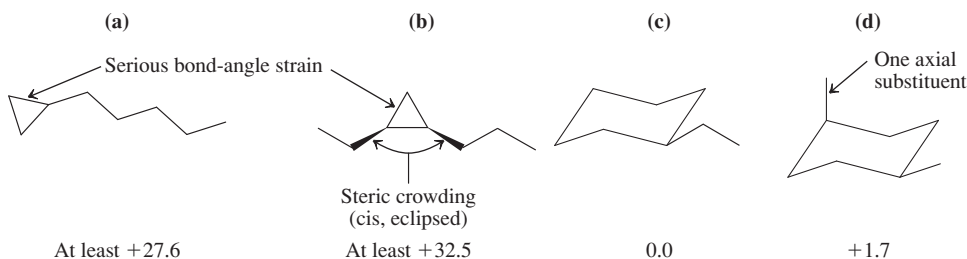 (a) (b) (c) (d)
Serious bond-angle strain
One axial
substituent
Steric crowding
(cis, eclipsed)
At least +27.6 At least +32.5 0.0 +1.7